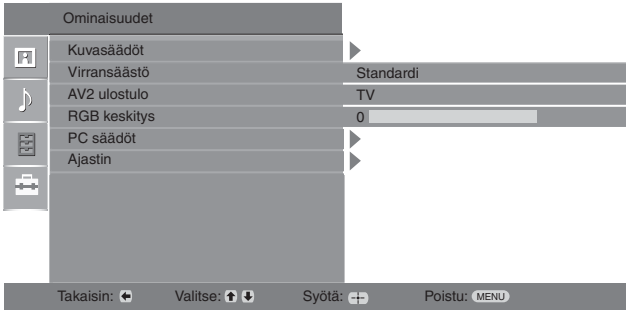 Ominaisuudet
Kuvasäädöt
Virransäästö Standardi
AV2 ulostulo TV
RGB keskitys 0
PC säädöt
Ajastin
Takaisin: Valitse: Syötä: Poistu: MENU